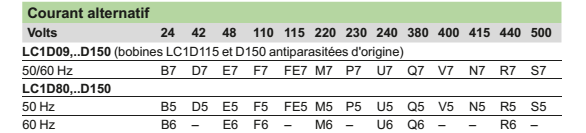 Courant alternatif
Volts 24 42 48 110 115 220 230 240 380 400 415 440 500
LC1D09,..D150 (bobines LC1D115 et D150 antiparasitées d'origine)
50/60 Hz B7 D7 E7 F7 FE7 M7 P7 U7 Q7 V7 N7 R7 S7
LC1D80,..D150
50 Hz B5 D5 E5 F5 FE5 M5 P5 U5 Q5 V5 N5 R5 S5
60 Hz B6 – E6 F6 – M6 – U6 Q6 – – R6 –